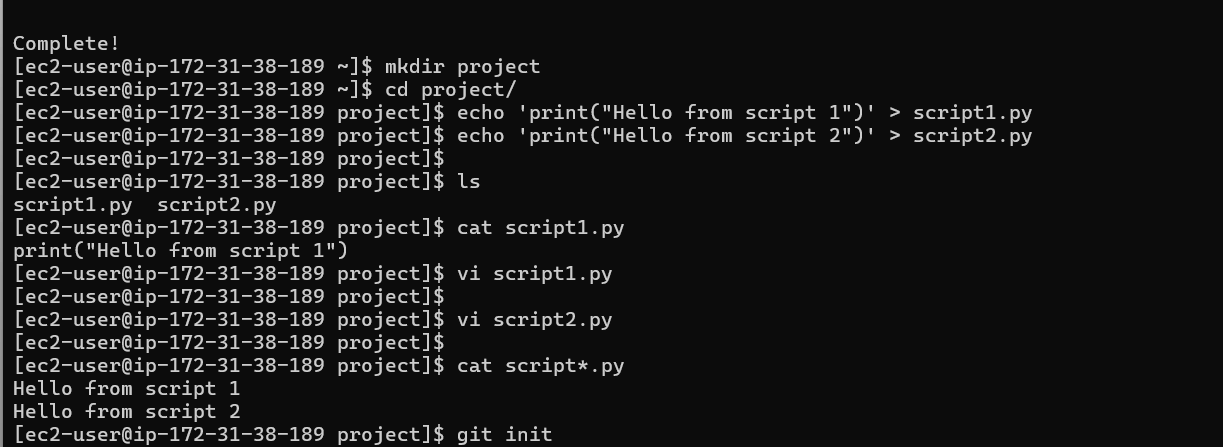 Complete!
[ec2-user@ip-172-31-38-189 ~]$ mkdir project
[ec2-user@ip-172-31-38-189 ~]$ cd project/
[ec2-user@ip-172-31-38-189 project]$ echo 'print("Hello from script 1")' > script1.py
[ec2-user@ip-172-31-38-189 project]$ echo 'print("Hello from script 2")' > script2.py
[ec2-user@ip-172-31-38-189 project]$
[ec2-user@ip-172-31-38-189 project]$ ls
script1.py  script2.py
[ec2-user@ip-172-31-38-189 project]$ cat script1.py
print("Hello from script 1")
[ec2-user@ip-172-31-38-189 project]$ vi script1.py
[ec2-user@ip-172-31-38-189 project]$
[ec2-user@ip-172-31-38-189 project]$ vi script2.py
[ec2-user@ip-172-31-38-189 project]$
[ec2-user@ip-172-31-38-189 project]$ cat script*.py
Hello from script 1
Hello from script 2
[ec2-user@ip-172-31-38-189 project]$ git init